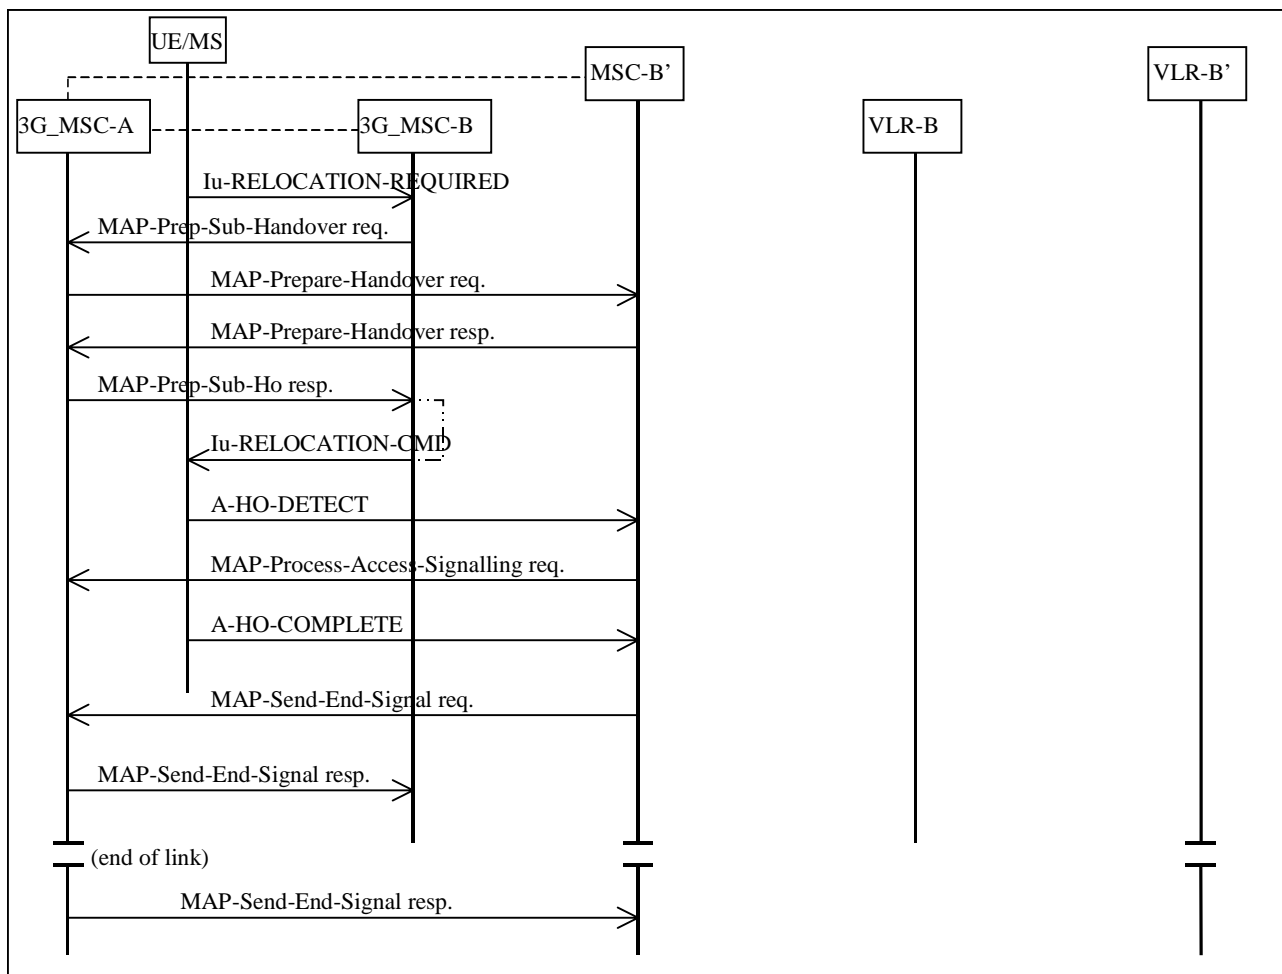 UE/MS
MSC-B’
VLR-B’
3G_MSC-A
3G_MSC-B
VLR-B
Iu-RELOCATION-REQUIRED
MAP-Prep-Sub-Handover req.
MAP-Prepare-Handover req.
MAP-Prepare-Handover resp.
MAP-Prep-Sub-Ho resp.
Iu-RELOCATION-CMD
A-HO-DETECT
MAP-Process-Access-Signalling req.
A-HO-COMPLETE
MAP-Send-End-Signal req.
MAP-Send-End-Signal resp.
(end of link)
MAP-Send-End-Signal resp.